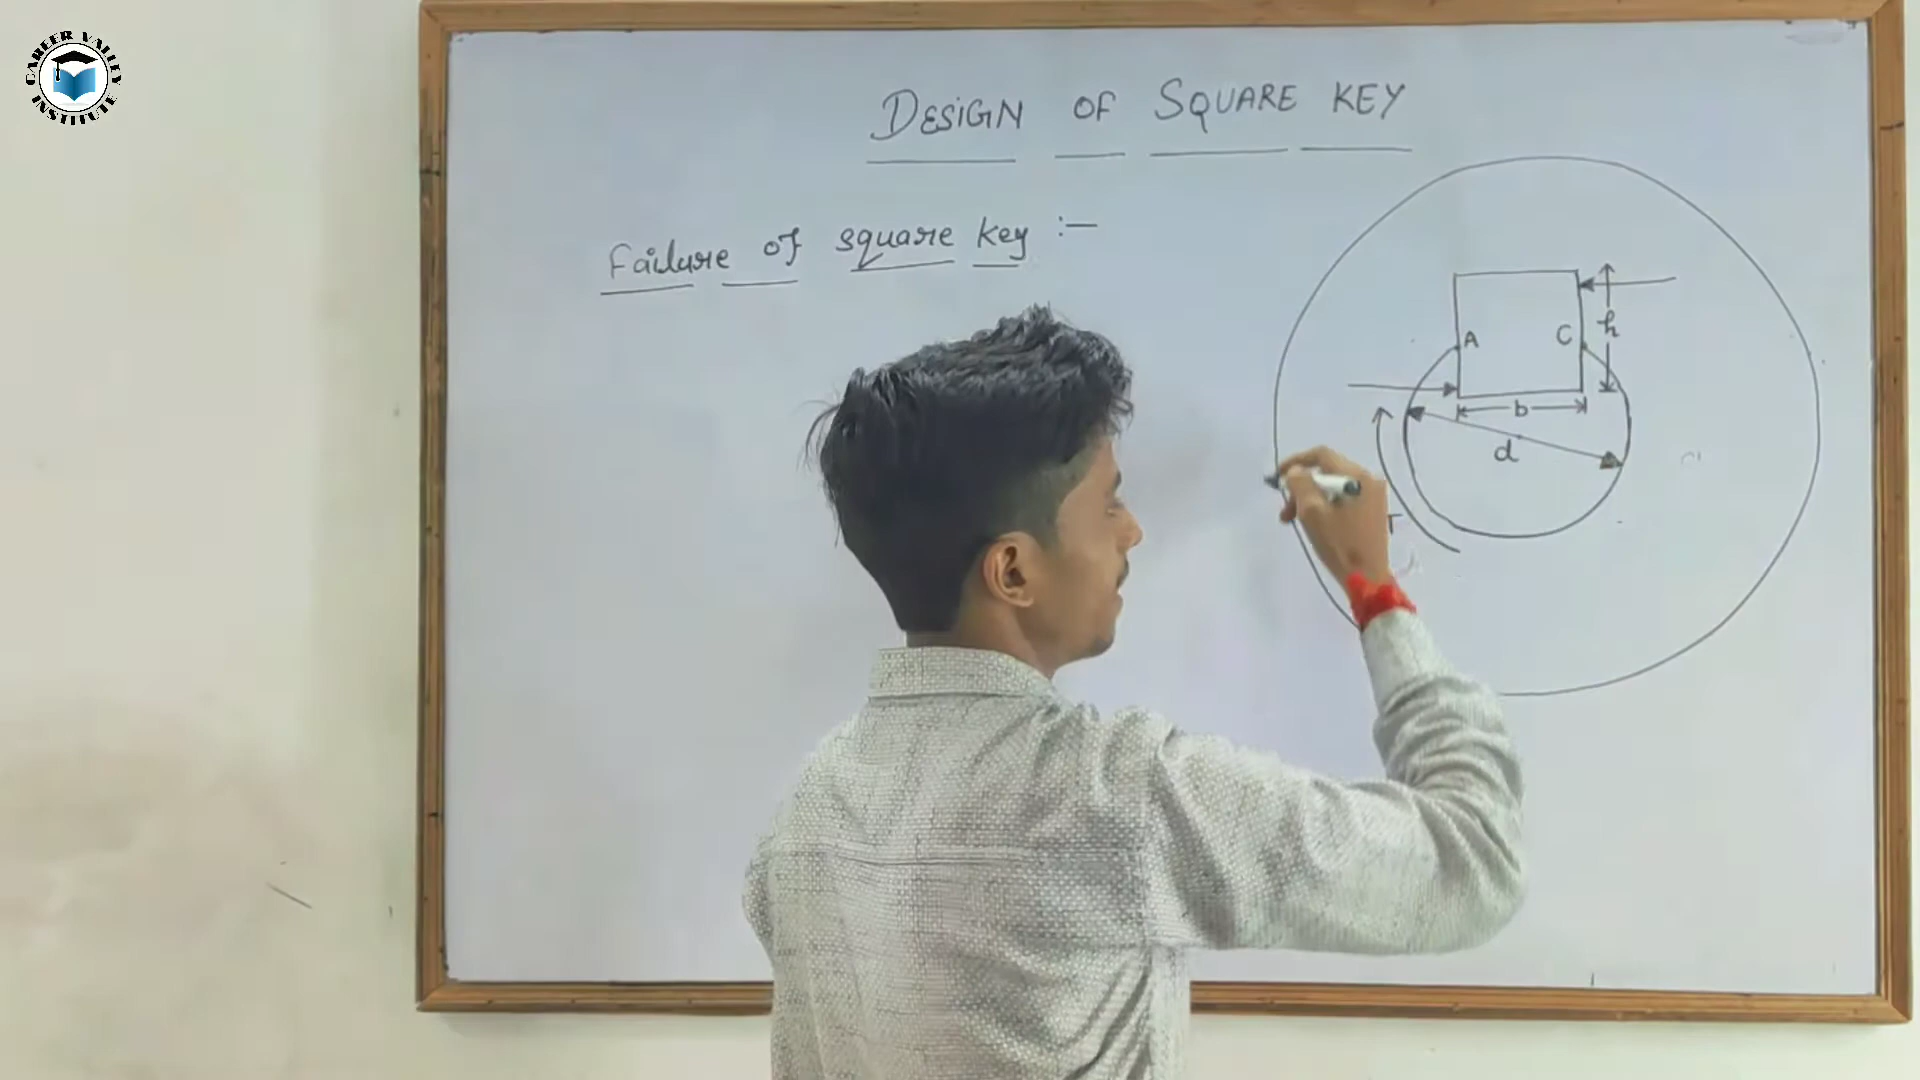 CAREER VALLEY
INSTITUTE
DESIGN OF SQUARE KEY
Failure of square key :-
A C h
b
d
T